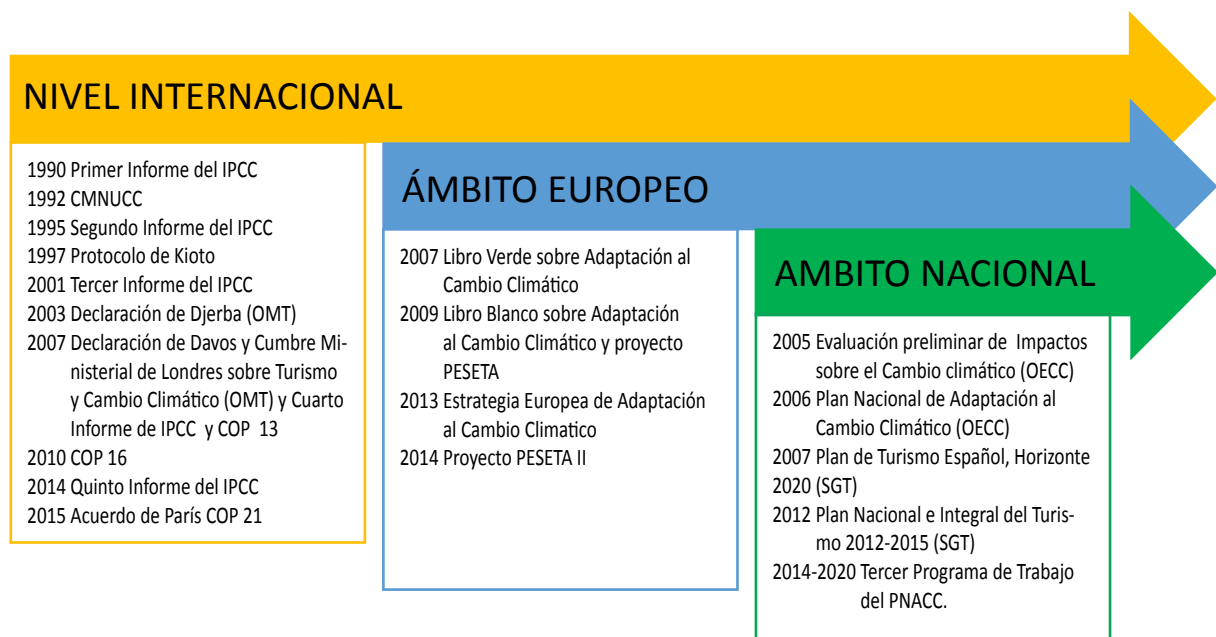 NIVEL INTERNACIONAL
1990 Primer Informe del IPCC
1992 CMNUCC
1995 Segundo Informe del IPCC
1997 Protocolo de Kioto
2001 Tercer Informe del IPCC
2003 Declaración de Djerba (OMT)
2007 Declaración de Davos y Cumbre Mi-
nisterial de Londres sobre Turismo
y Cambio Climático (OMT) y Cuarto
Informe de IPCC y COP 13
2010 COP 16
2014 Quinto Informe del IPCC
2015 Acuerdo de París COP 21
ÁMBITO EUROPEO
2007 Libro Verde sobre Adaptación al
Cambio Climático
2009 Libro Blanco sobre Adaptación
al Cambio Climático y proyecto
PESETA
2013 Estrategia Europea de Adaptación
al Cambio Climatico
2014 Proyecto PESETA II
AMBITO NACIONAL
2005 Evaluación preliminar de Impactos
sobre el Cambio climático (OECC)
2006 Plan Nacional de Adaptación al
Cambio Climático (OECC)
2007 Plan de Turismo Español, Horizonte
2020 (SGT)
2012 Plan Nacional e Integral del Turis-
mo 2012-2015 (SGT)
2014-2020 Tercer Programa de Trabajo
del PNACC.